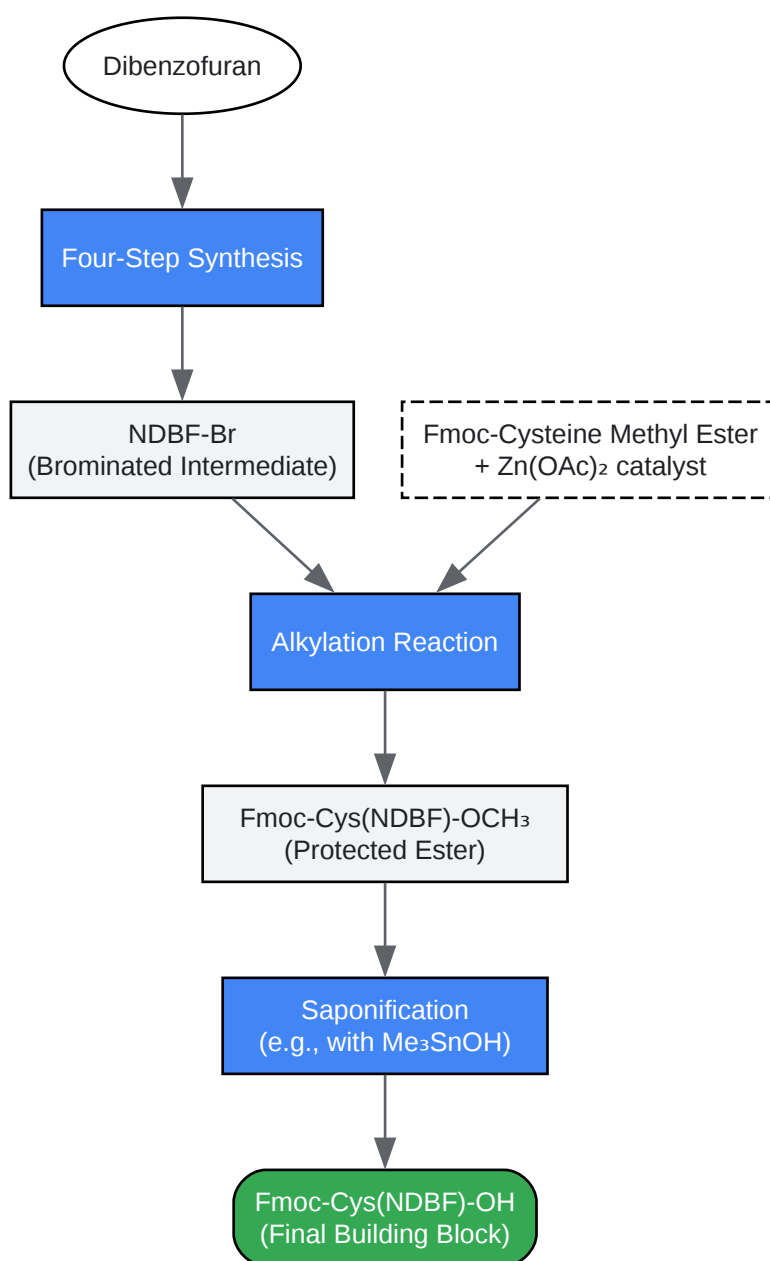 Dibenzofuran
Four-Step Synthesis
NDBF-Br
(Brominated Intermediate)
Fmoc-Cysteine Methyl Ester
+ Zn(OAc)₂ catalyst
Alkylation Reaction
Fmoc-Cys(NDBF)-OCH₃
(Protected Ester)
Saponification
(e.g., with Me₃SnOH)
Fmoc-Cys(NDBF)-OH
(Final Building Block)